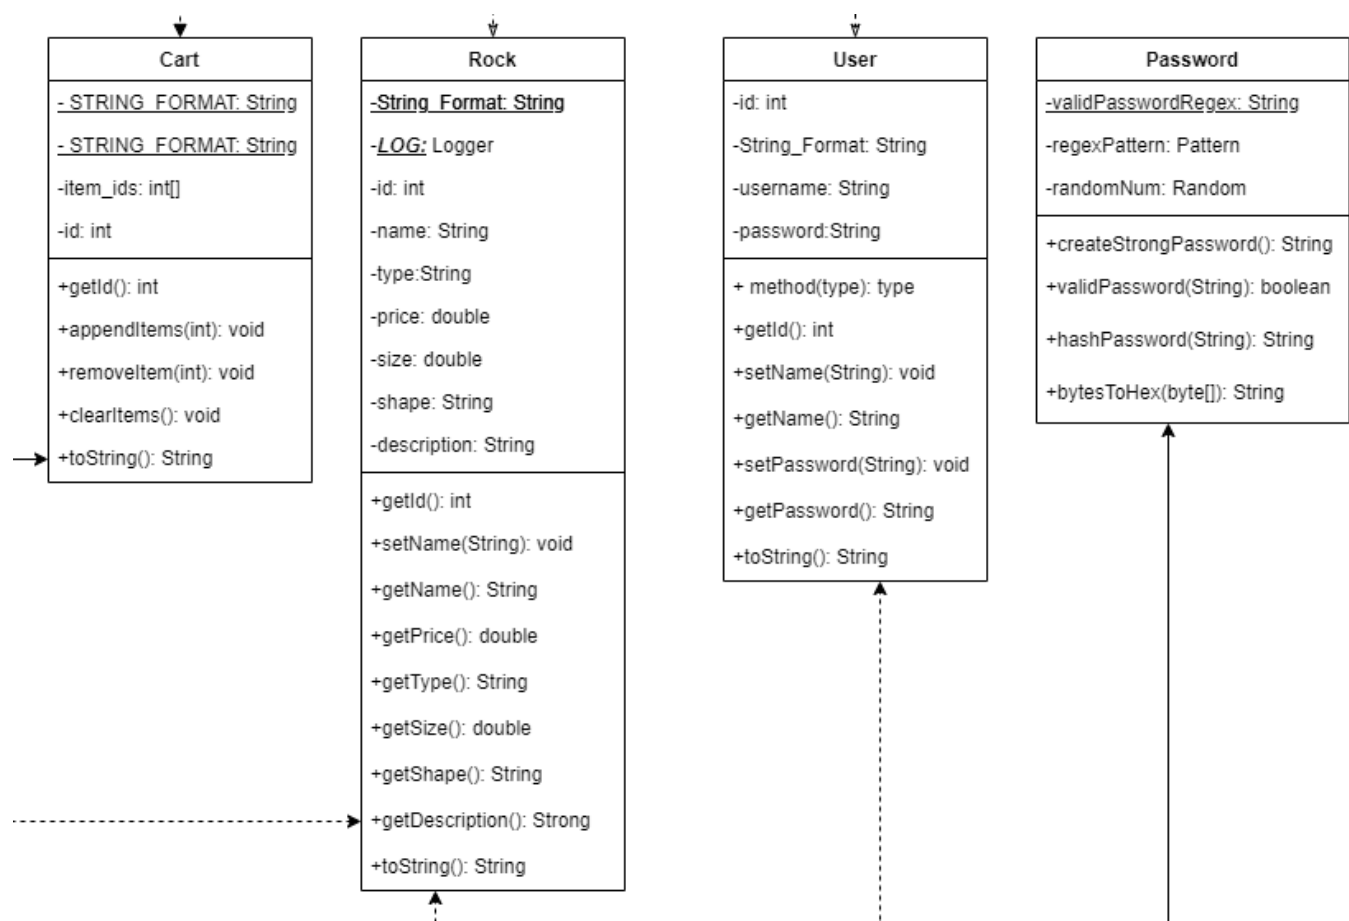 Cart
- STRING_FORMAT: String
- STRING_FORMAT: String
-item_ids: int[]
-id: int
+getId(): int
+appendItems(int): void
+removeItem(int): void
+clearItems(): void
+toString(): String
Rock
-String_Format: String
-LOG: Logger
-id: int
-name: String
-type:String
-price: double
-size: double
-shape: String
-description: String
+getId(): int
+setName(String): void
+getName(): String
+getPrice(): double
+getType(): String
+getSize(): double
+getShape(): String
+getDescription(): Strong
+toString(): String
User
-id: int
-String_Format: String
-username: String
-password:String
+ method(type): type
+getId(): int
+setName(String): void
+getName(): String
+setPassword(String): void
+getPassword(): String
+toString(): String
Password
-validPasswordRegex: String
-regexPattern: Pattern
-randomNum: Random
+createStrongPassword(): String
+validPassword(String): boolean
+hashPassword(String): String
+bytesToHex(byte[]): String